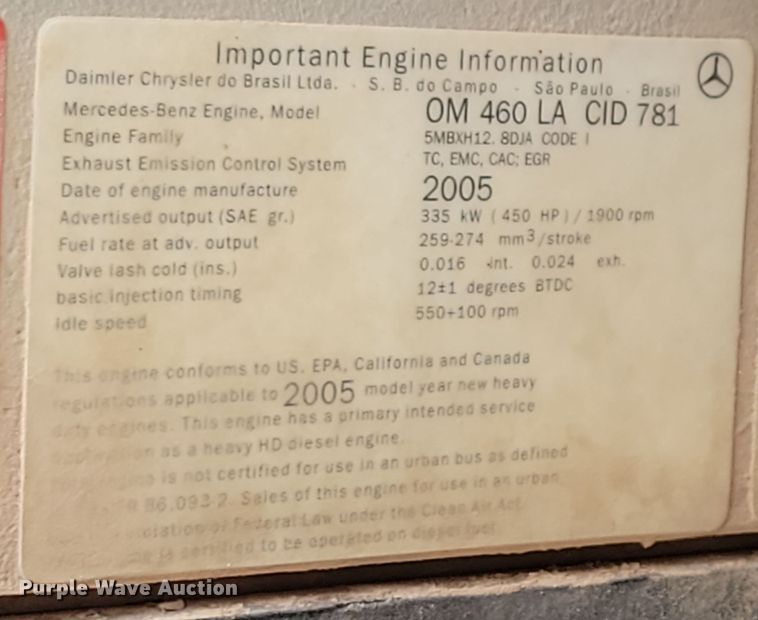 Important Engine Information
Daimler Chrysler do Brasil Ltda. - S. B. do Campo - São Paulo - Brasil
Mercedes-Benz Engine, Model OM 460 LA CID 781
Engine Family 5MBXH12. 8DJA CODE I
Exhaust Emission Control System TC, EMC, CAC; EGR
Date of engine manufacture 2005
Advertised output (SAE gr.) 335 kW ( 450 HP ) / 1900 rpm
Fuel rate at adv. output 259-274 mm3/stroke
Valve lash cold (ins.) 0.016 int. 0.024 exh.
basic injection timing 12±1 degrees BTDC
Idle speed 550+100 rpm
This engine conforms to US. EPA, California and Canada
regulations applicable to 2005 model year new heavy
duty engines. This engine has a primary intended service
application as a heavy HD diesel engine.
engine is not certified for use in an urban bus as defined
86.093-2. Sales of this engine for use in an urban
violation of Federal Law under the Clean Air Act.
is certified to be operated on diesel fuel
Purple Wave Auction